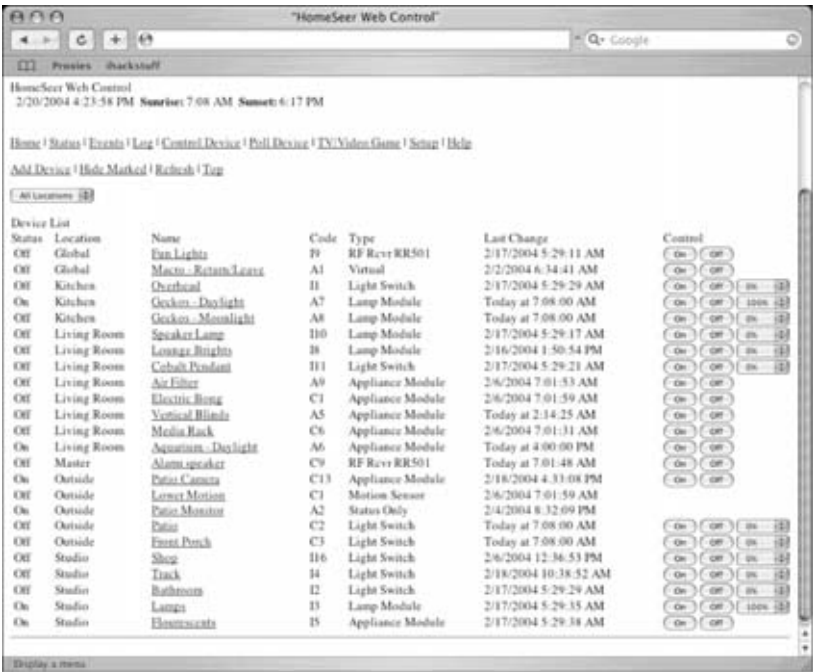 "HomeSeer Web Control"
Google
Proxies ihackstuff
HomeSeer Web Control
2/20/2004 4:23:58 PM Sunrise: 7:08 AM Sunset: 6:17 PM
Home | Status | Events | Log | Control Device | Poll Device | TV/Video Game | Setup | Help
Add Device | Hide Marked | Refresh | Top
All Locations
Device List
Status Location Name Code Type Last Change Control
Off Global Fun Lights I9 RF Rcvr RR501 2/17/2004 5:29:11 AM On Off
Off Global Macro - Return/Leave A1 Virtual 2/2/2004 6:34:41 AM On Off
Off Kitchen Overhead I1 Light Switch 2/17/2004 5:29:29 AM On Off 0%
On Kitchen Geckos - Daylight A7 Lamp Module Today at 7:08:00 AM On Off 100%
Off Kitchen Geckos - Moonlight A8 Lamp Module Today at 7:08:00 AM On Off 0%
Off Living Room Speaker Lamp I10 Lamp Module 2/17/2004 5:29:17 AM On Off 0%
Off Living Room Lounge Brights I8 Lamp Module 2/16/2004 1:50:54 PM On Off 0%
Off Living Room Cobalt Pendant I11 Light Switch 2/17/2004 5:29:21 AM On Off 0%
Off Living Room Air Filter A9 Appliance Module 2/6/2004 7:01:53 AM On Off
Off Living Room Electric Bong C1 Appliance Module 2/6/2004 7:01:59 AM On Off
Off Living Room Vertical Blinds A5 Appliance Module Today at 2:14:25 AM On Off
Off Living Room Media Rack C6 Appliance Module 2/6/2004 7:01:31 AM On Off
On Living Room Aquarium - Daylight A6 Appliance Module Today at 4:00:00 PM On Off
Off Master Alarm speaker C9 RF Rcvr RR501 Today at 7:01:48 AM On Off
On Outside Patio Camera C13 Appliance Module 2/18/2004 4:33:08 PM On Off
Off Outside Lower Motion C1 Motion Sensor 2/6/2004 7:01:59 AM
On Outside Patio Monitor A2 Status Only 2/4/2004 8:32:09 PM
Off Outside Patio C2 Light Switch Today at 7:08:00 AM On Off 0%
Off Outside Front Porch C3 Light Switch Today at 7:08:00 AM On Off 0%
Off Studio Shop I16 Light Switch 2/6/2004 12:36:53 PM On Off 0%
Off Studio Track I4 Light Switch 2/18/2004 10:38:52 AM On Off 0%
Off Studio Bathroom I2 Light Switch 2/17/2004 5:29:29 AM On Off 0%
On Studio Lamps I3 Lamp Module 2/17/2004 5:29:35 AM On Off 100%
On Studio Flourescents I5 Appliance Module 2/17/2004 5:29:38 AM On Off
Display a menu